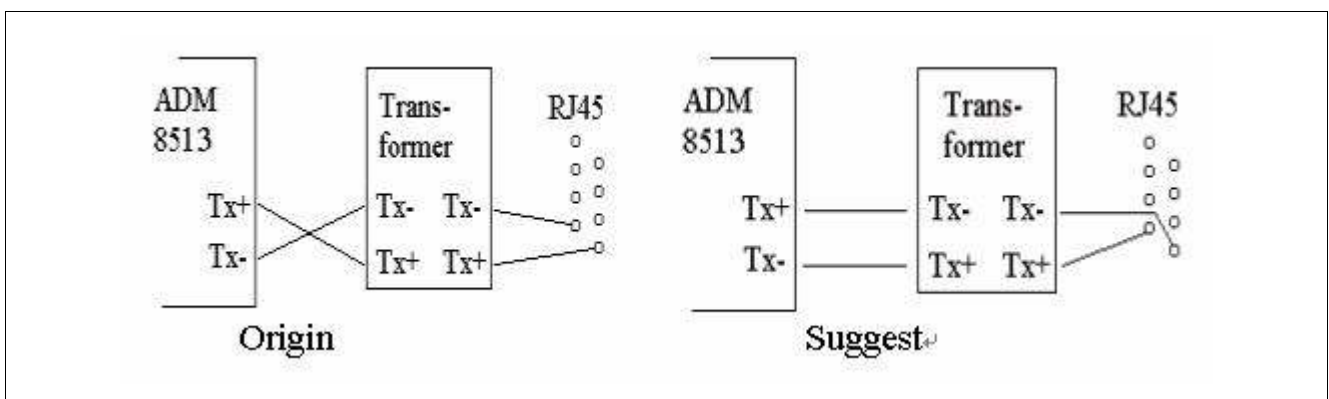 ADM
8513
Trans-
former
RJ45
Tx+
Tx-
Tx-
Tx-
Tx+
Tx+
Origin
ADM
8513
Trans-
former
RJ45
Tx+
Tx-
Tx-
Tx-
Tx+
Tx+
Suggest↵